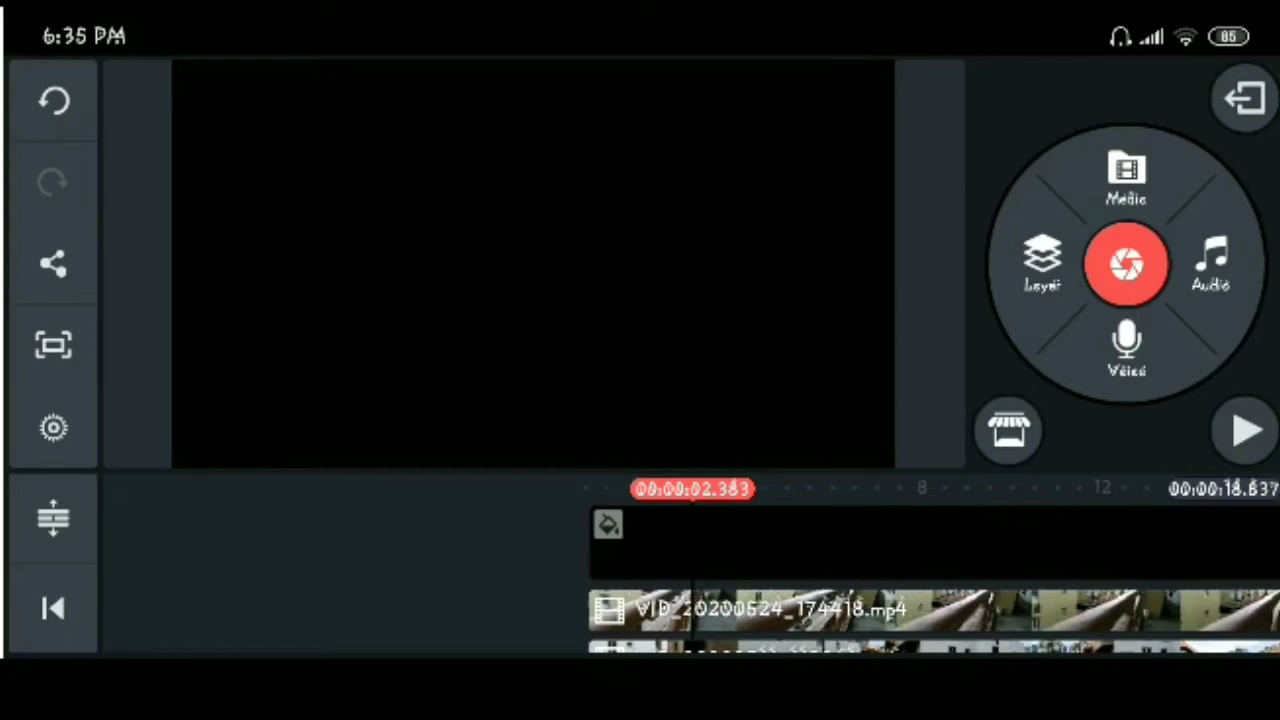 6:35 PM
85
Media
Layer
Audio
Voice
00:00:02.383
8
12
00:00:18.837
VID_20200524_174418.mp4